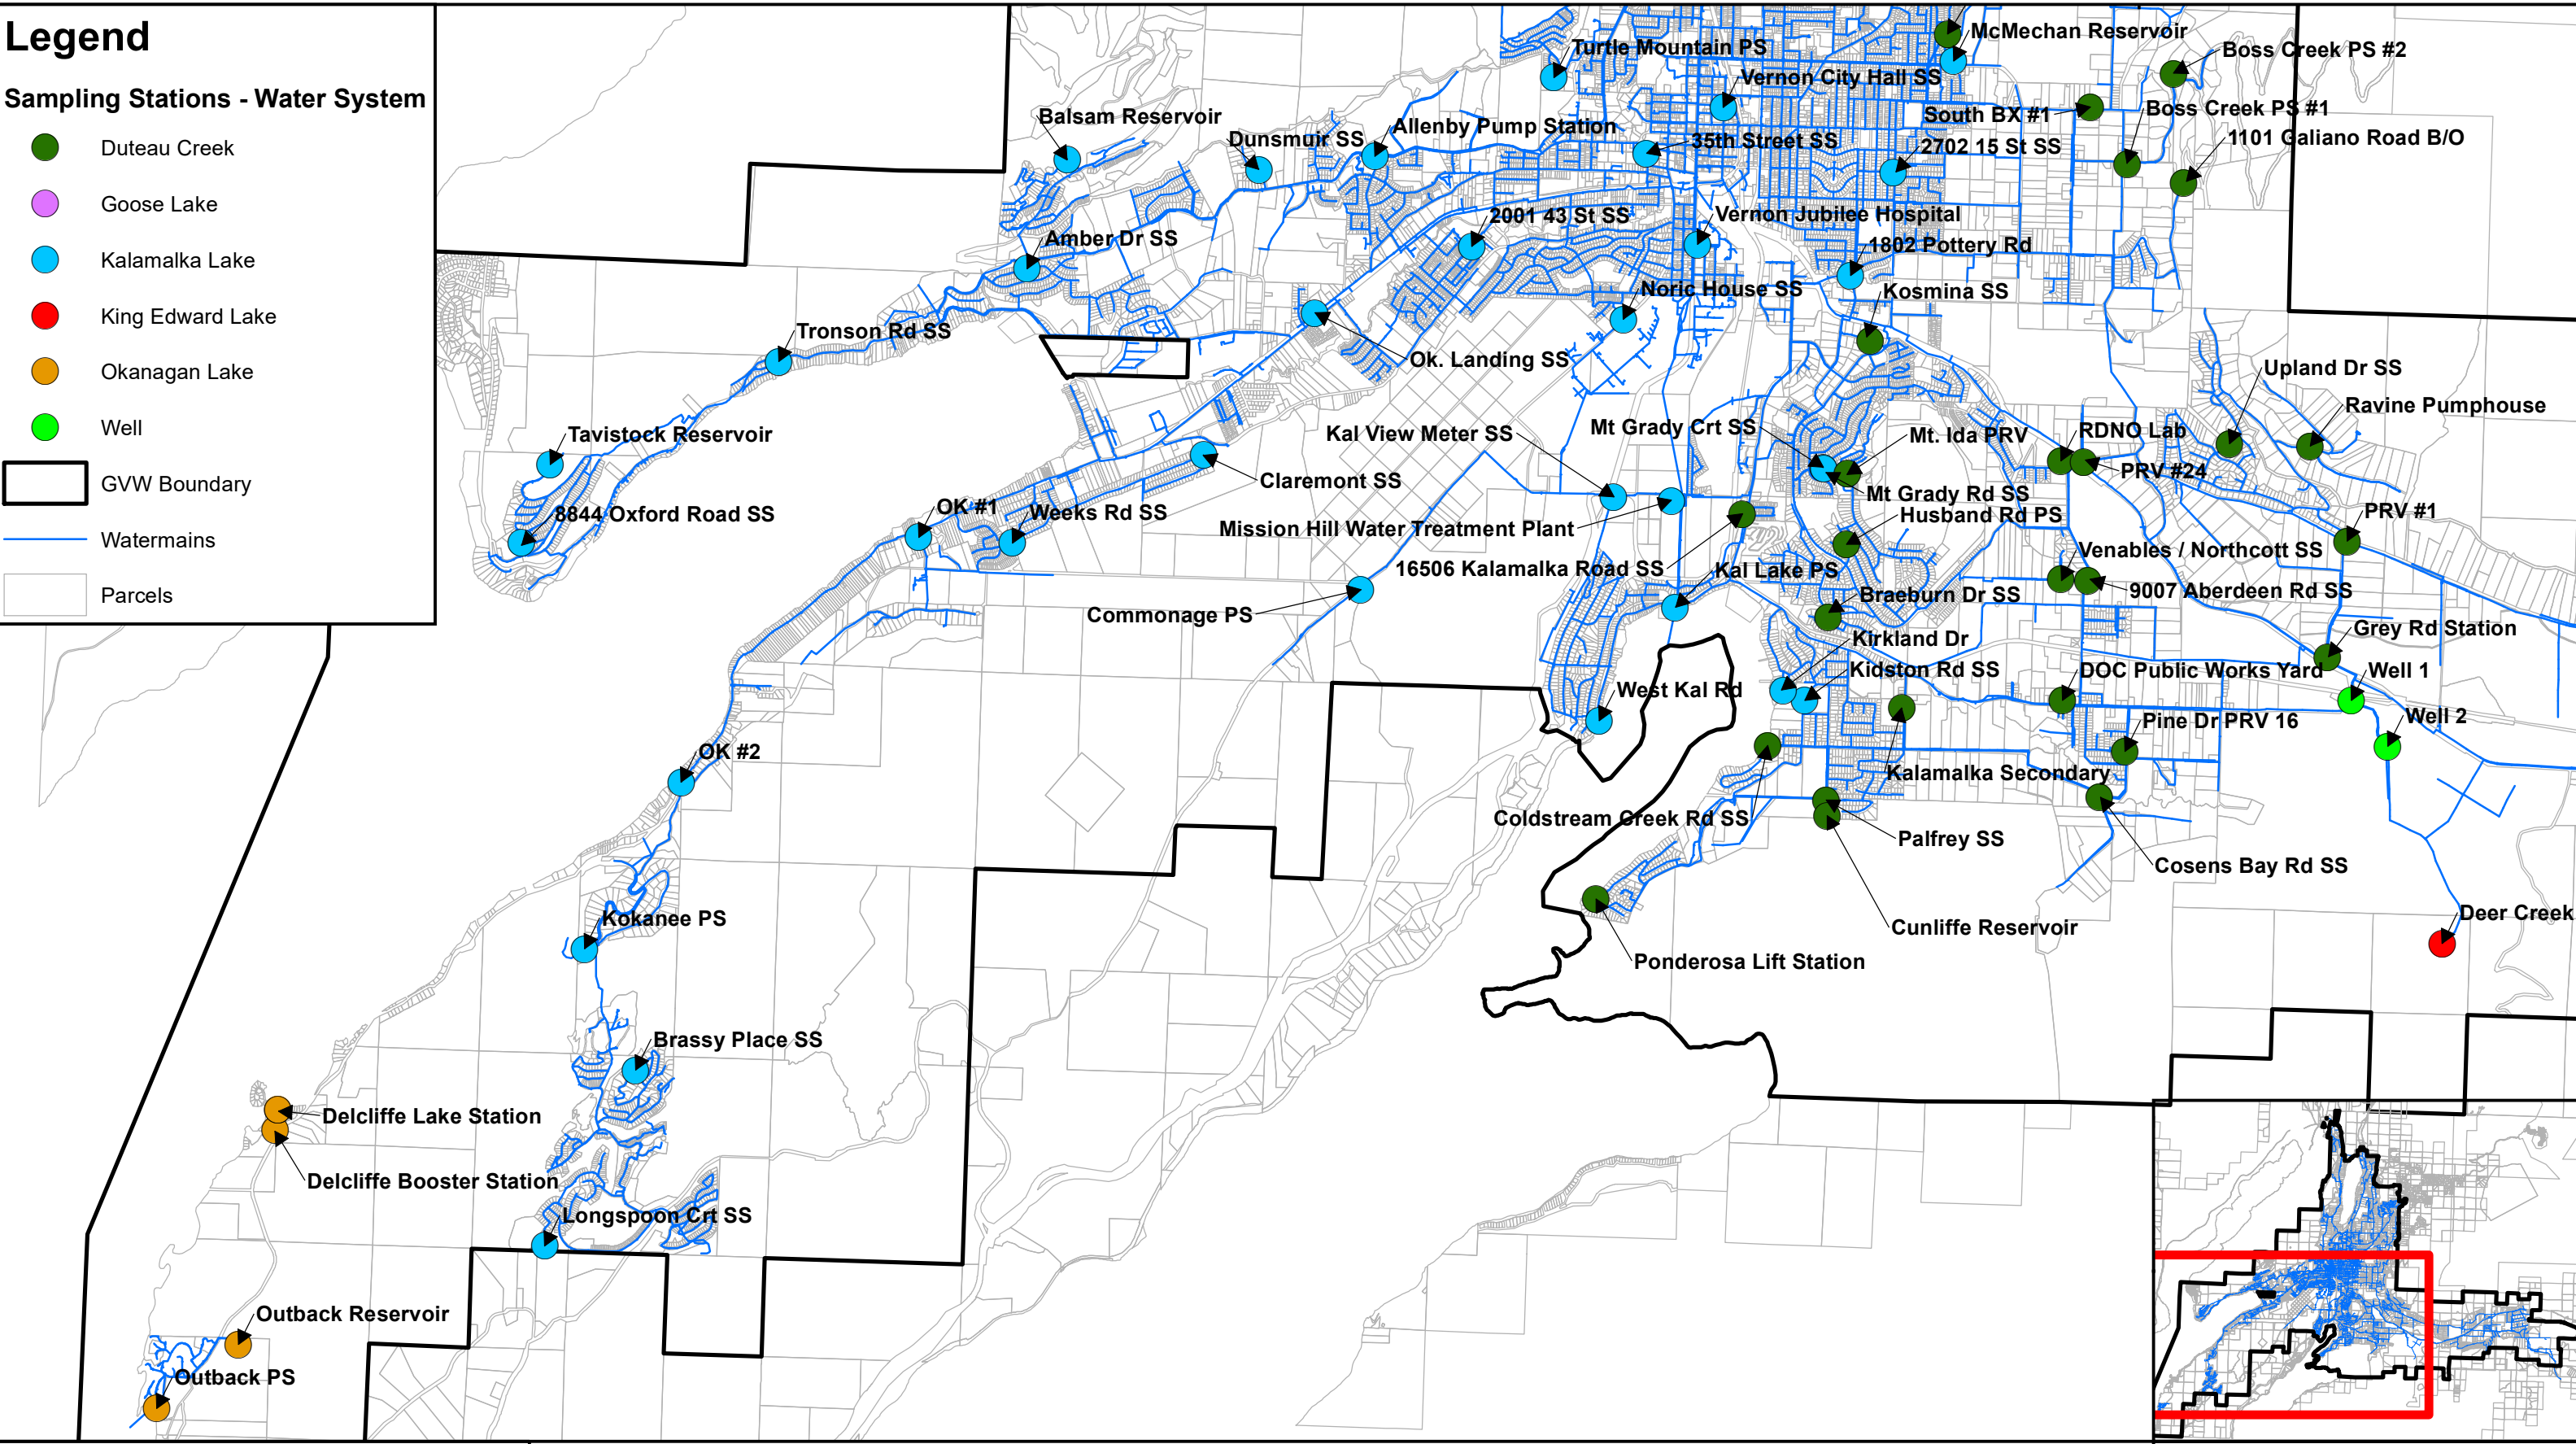 Legend
Sampling Stations - Water System
Duteau Creek
Goose Lake
Kalamalka Lake
King Edward Lake
Okanagan Lake
Well
GVW Boundary
Watermains
Parcels
McMechan Reservoir
Turtle Mountain PS
Boss Creek PS #2
Vernon City Hall SS
Balsam Reservoir
South BX #1
Boss Creek PS #1
Allenby Pump Station
Dunsmuir SS
35th Street SS
2702 15 St SS
1101 Galiano Road B/O
2001 43 St SS
Vernon Jubilee Hospital
Amber Dr SS
1802 Pottery Rd
Noric House SS
Kosmina SS
Tronson Rd SS
Ok. Landing SS
Upland Dr SS
Ravine Pumphouse
Tavistock Reservoir
Kal View Meter SS
Mt Grady Crt SS
Mt. Ida PRV
RDNO Lab
PRV #24
Claremont SS
Mt Grady Rd SS
OK #1
Weeks Rd SS
8844 Oxford Road SS
Husband Rd PS
PRV #1
Mission Hill Water Treatment Plant
Venables / Northcott SS
16506 Kalamalka Road SS
Kal Lake PS
9007 Aberdeen Rd SS
Braeburn Dr SS
Commonage PS
Grey Rd Station
Kirkland Dr
Kidston Rd SS
DOC Public Works Yard
Well 1
West Kal Rd
Well 2
Pine Dr PRV 16
OK #2
Kalamalka Secondary
Coldstream Creek Rd SS
Palfrey SS
Cosens Bay Rd SS
Kokanee PS
Deer Creek
Cunliffe Reservoir
Ponderosa Lift Station
Brassy Place SS
Delcliffe Lake Station
Delcliffe Booster Station
Longspoon Crt SS
Outback Reservoir
Outback PS